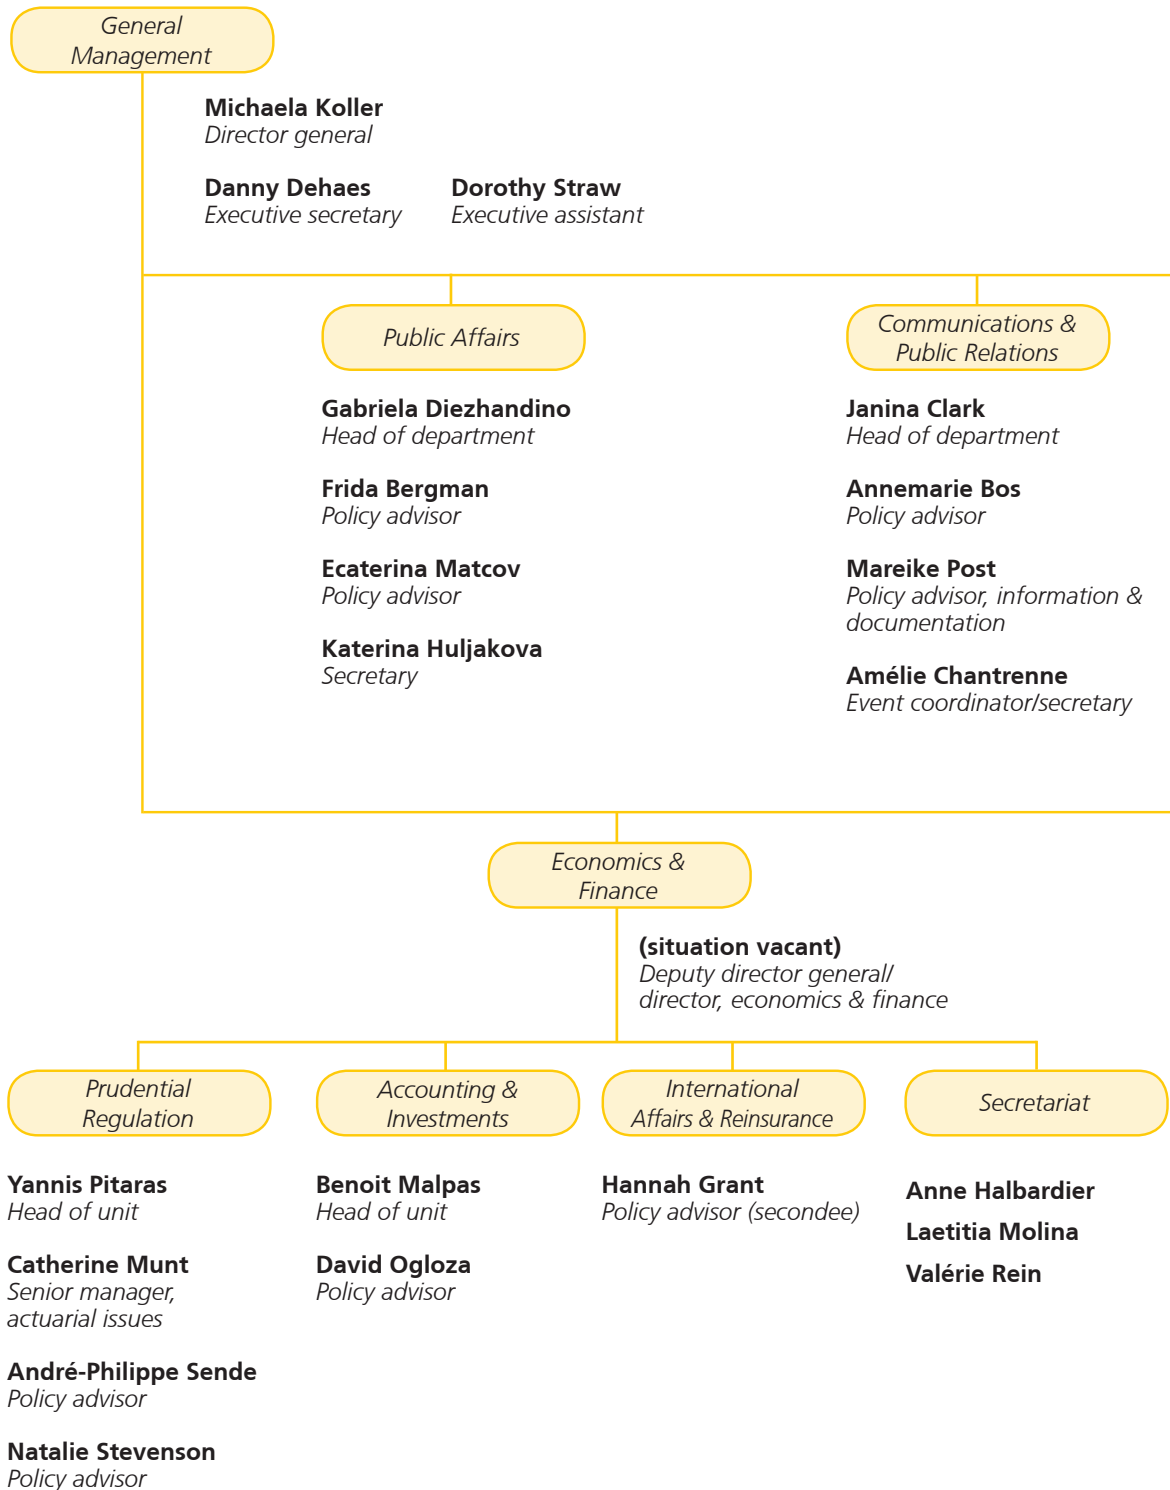 General
Management
Michaela Koller
Director general
Danny Dehaes
Executive secretary
Dorothy Straw
Executive assistant
Public Affairs
Gabriela Diezhandino
Head of department
Frida Bergman
Policy advisor
Ecaterina Matcov
Policy advisor
Katerina Huljakova
Secretary
Communications &
Public Relations
Janina Clark
Head of department
Annemarie Bos
Policy advisor
Mareike Post
Policy advisor, information &
documentation
Amélie Chantrenne
Event coordinator/secretary
Economics &
Finance
(situation vacant)
Deputy director general/
director, economics & finance
Prudential
Regulation
Yannis Pitaras
Head of unit
Catherine Munt
Senior manager,
actuarial issues
André-Philippe Sende
Policy advisor
Natalie Stevenson
Policy advisor
Accounting &
Investments
Benoit Malpas
Head of unit
David Ogloza
Policy advisor
International
Affairs & Reinsurance
Hannah Grant
Policy advisor (secondee)
Secretariat
Anne Halbardier
Laetitia Molina
Valérie Rein